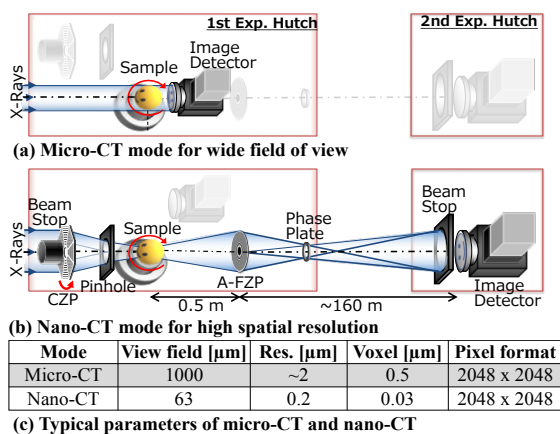 1st Exp. Hutch
2nd Exp. Hutch
Image
Detector
Sample
X-Rays
(a) Micro-CT mode for wide field of view
Beam
Stop
Sample
Phase
Plate
Beam
Stop
X-Rays
CZP
Pinhole
A-FZP
Image
Detector
0.5 m
~160 m
(b) Nano-CT mode for high spatial resolution
Mode View field [µm] Res. [µm] Voxel [µm] Pixel format
Micro-CT 1000 ~2 0.5 2048 x 2048
Nano-CT 63 0.2 0.03 2048 x 2048
(c) Typical parameters of micro-CT and nano-CT